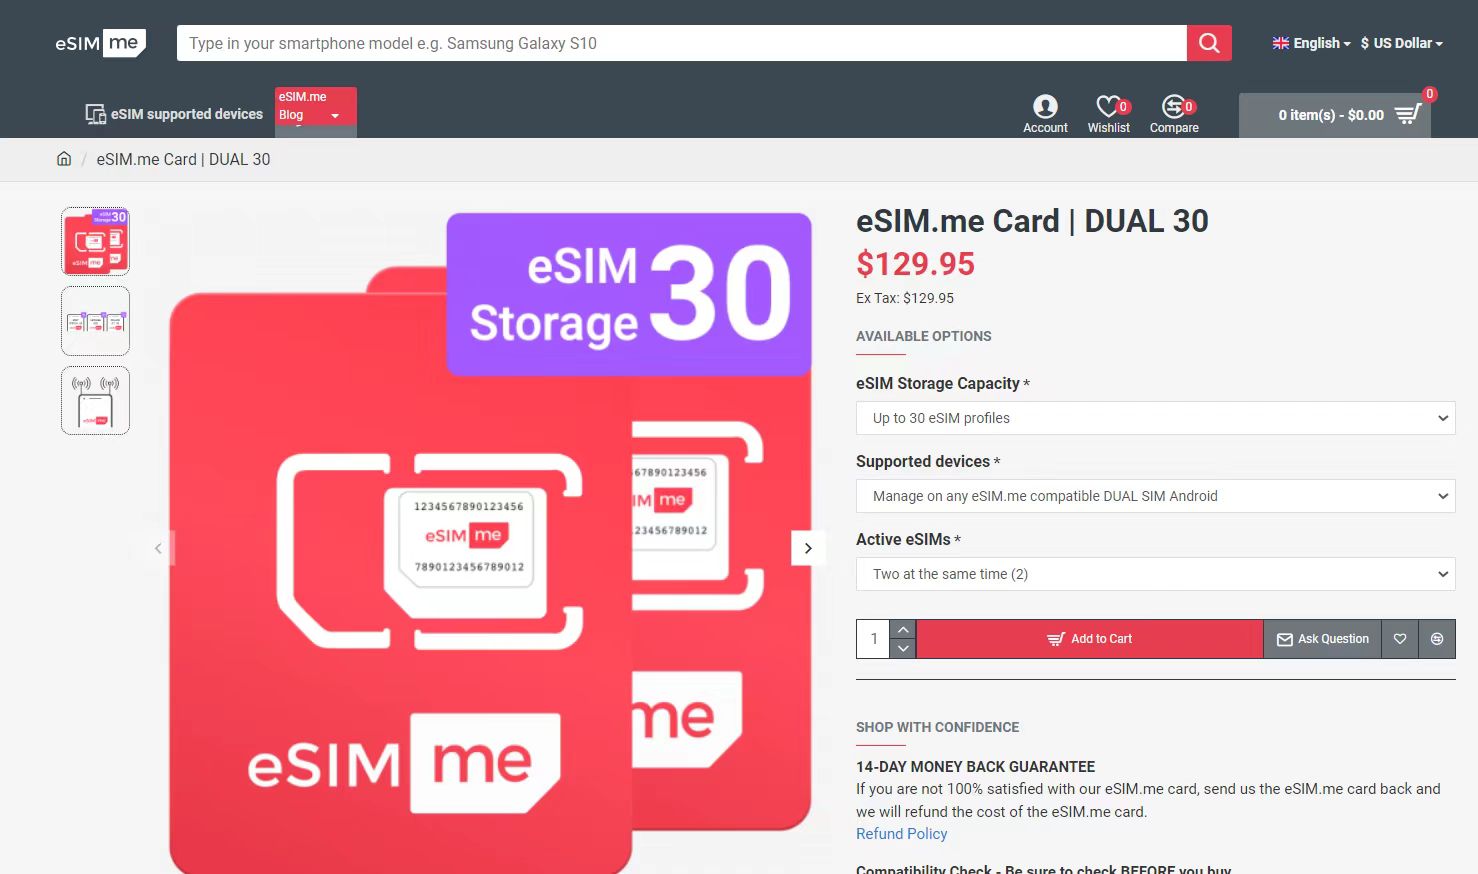 eSIM me
Type in your smartphone model e.g. Samsung Galaxy S10
English
$ US Dollar
eSIM supported devices
eSIM.me
Blog
Account
0
Wishlist
0
Compare
0 item(s) - $0.00
0
eSIM.me Card | DUAL 30
eSIM
Storage 30
eSIM me
eSIM
Storage 30
1234567890123456
eSIM me
7890123456789012
67890123456
IM me
23456789012
eSIM me
me
eSIM.me Card | DUAL 30
$129.95
Ex Tax: $129.95
AVAILABLE OPTIONS
eSIM Storage Capacity *
Up to 30 eSIM profiles
Supported devices *
Manage on any eSIM.me compatible DUAL SIM Android
Active eSIMs *
Two at the same time (2)
1
Add to Cart
Ask Question
SHOP WITH CONFIDENCE
14-DAY MONEY BACK GUARANTEE
If you are not 100% satisfied with our eSIM.me card, send us the eSIM.me card back and
we will refund the cost of the eSIM.me card.
Refund Policy
Compatibility Check - Be sure to check BEFORE you buy